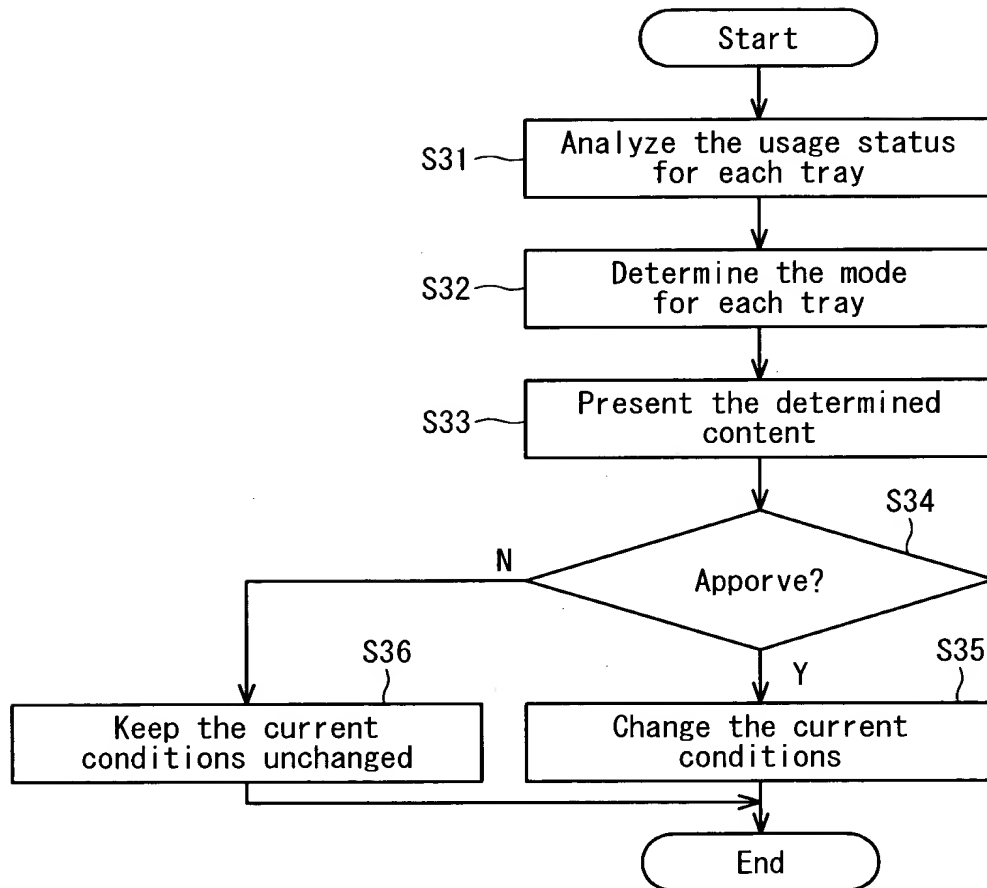 Start
S31
Analyze the usage status
for each tray
S32
Determine the mode
for each tray
S33
Present the determined
content
S34
N
Apporve?
Y
S36
Keep the current
conditions unchanged
S35
Change the current
conditions
End